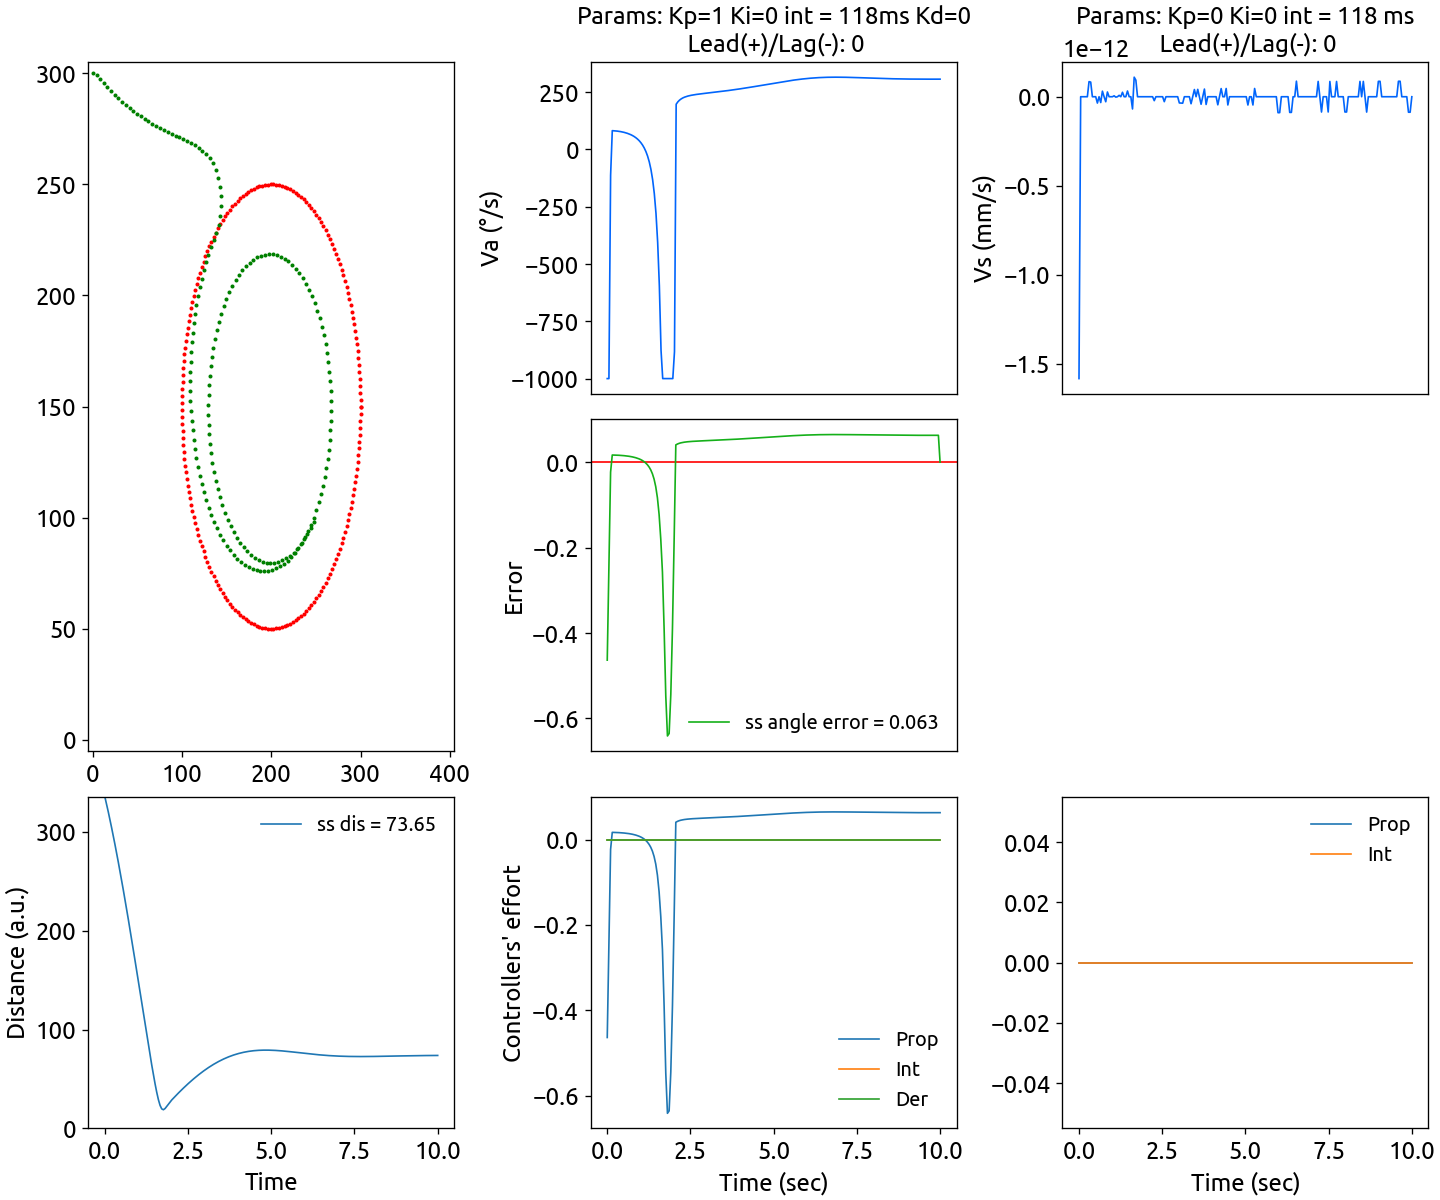 Params: Kp=1 Ki=0 int = 118ms Kd=0
Lead(+)/Lag(-): 0
Params: Kp=0 Ki=0 int = 118 ms
Lead(+)/Lag(-): 0
1e−12
300
250
200
150
100
50
0
0
100
200
300
400
250
0
−250
−500
−750
−1000
Va (°/s)
0.0
−0.5
−1.0
−1.5
Vs (mm/s)
0.0
−0.2
−0.4
−0.6
Error
ss angle error = 0.063
300
200
100
0
Distance (a.u.)
ss dis = 73.65
0.0
2.5
5.0
7.5
10.0
Time
0.0
−0.2
−0.4
−0.6
Controllers' effort
Prop
Int
Der
0.0
2.5
5.0
7.5
10.0
Time (sec)
0.04
0.02
0.00
−0.02
−0.04
Prop
Int
0.0
2.5
5.0
7.5
10.0
Time (sec)